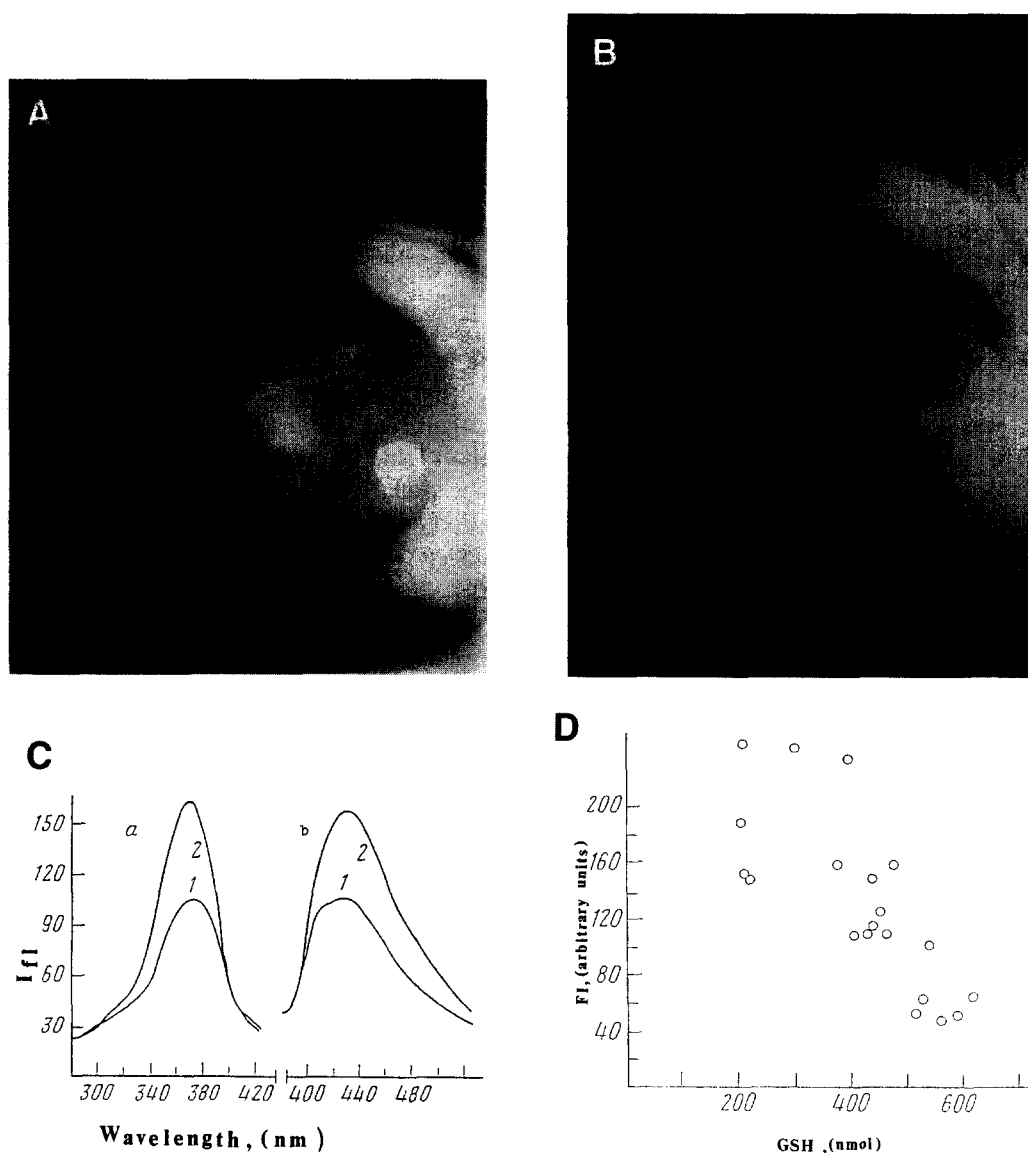 A
B
C
a
b
2
1
2
1
150
120
90
60
30
Ifl
300 340 380 420 400 440 480
Wavelength, (nm)
D
200
160
120
80
40
FI, (arbitrary units)
200 400 600
GSH ,(nmol)